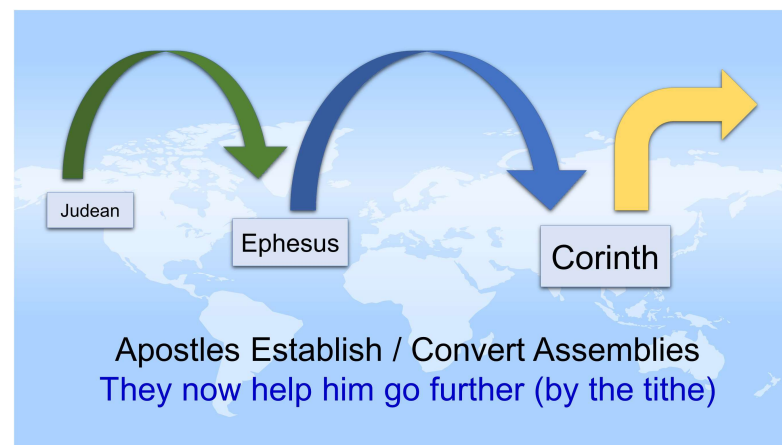 Judean
Ephesus
Corinth
Apostles Establish / Convert Assemblies
They now help him go further (by the tithe)